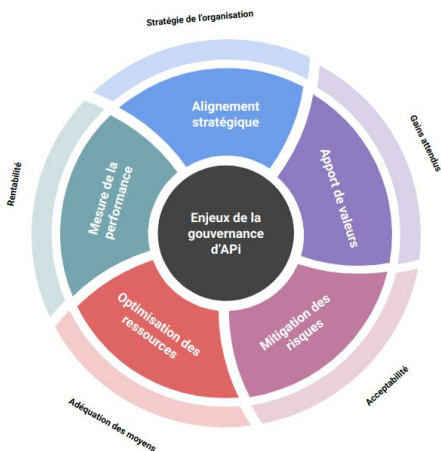 Stratégie de l'organisation
Alignement
stratégique
Gains attendus
Apport de valeurs
Rentabilité
Mesure de la
performance
Enjeux de la
gouvernance
d'APi
Optimisation des
ressources
Mitigation des
risques
Acceptabilité
Adéquation des moyens